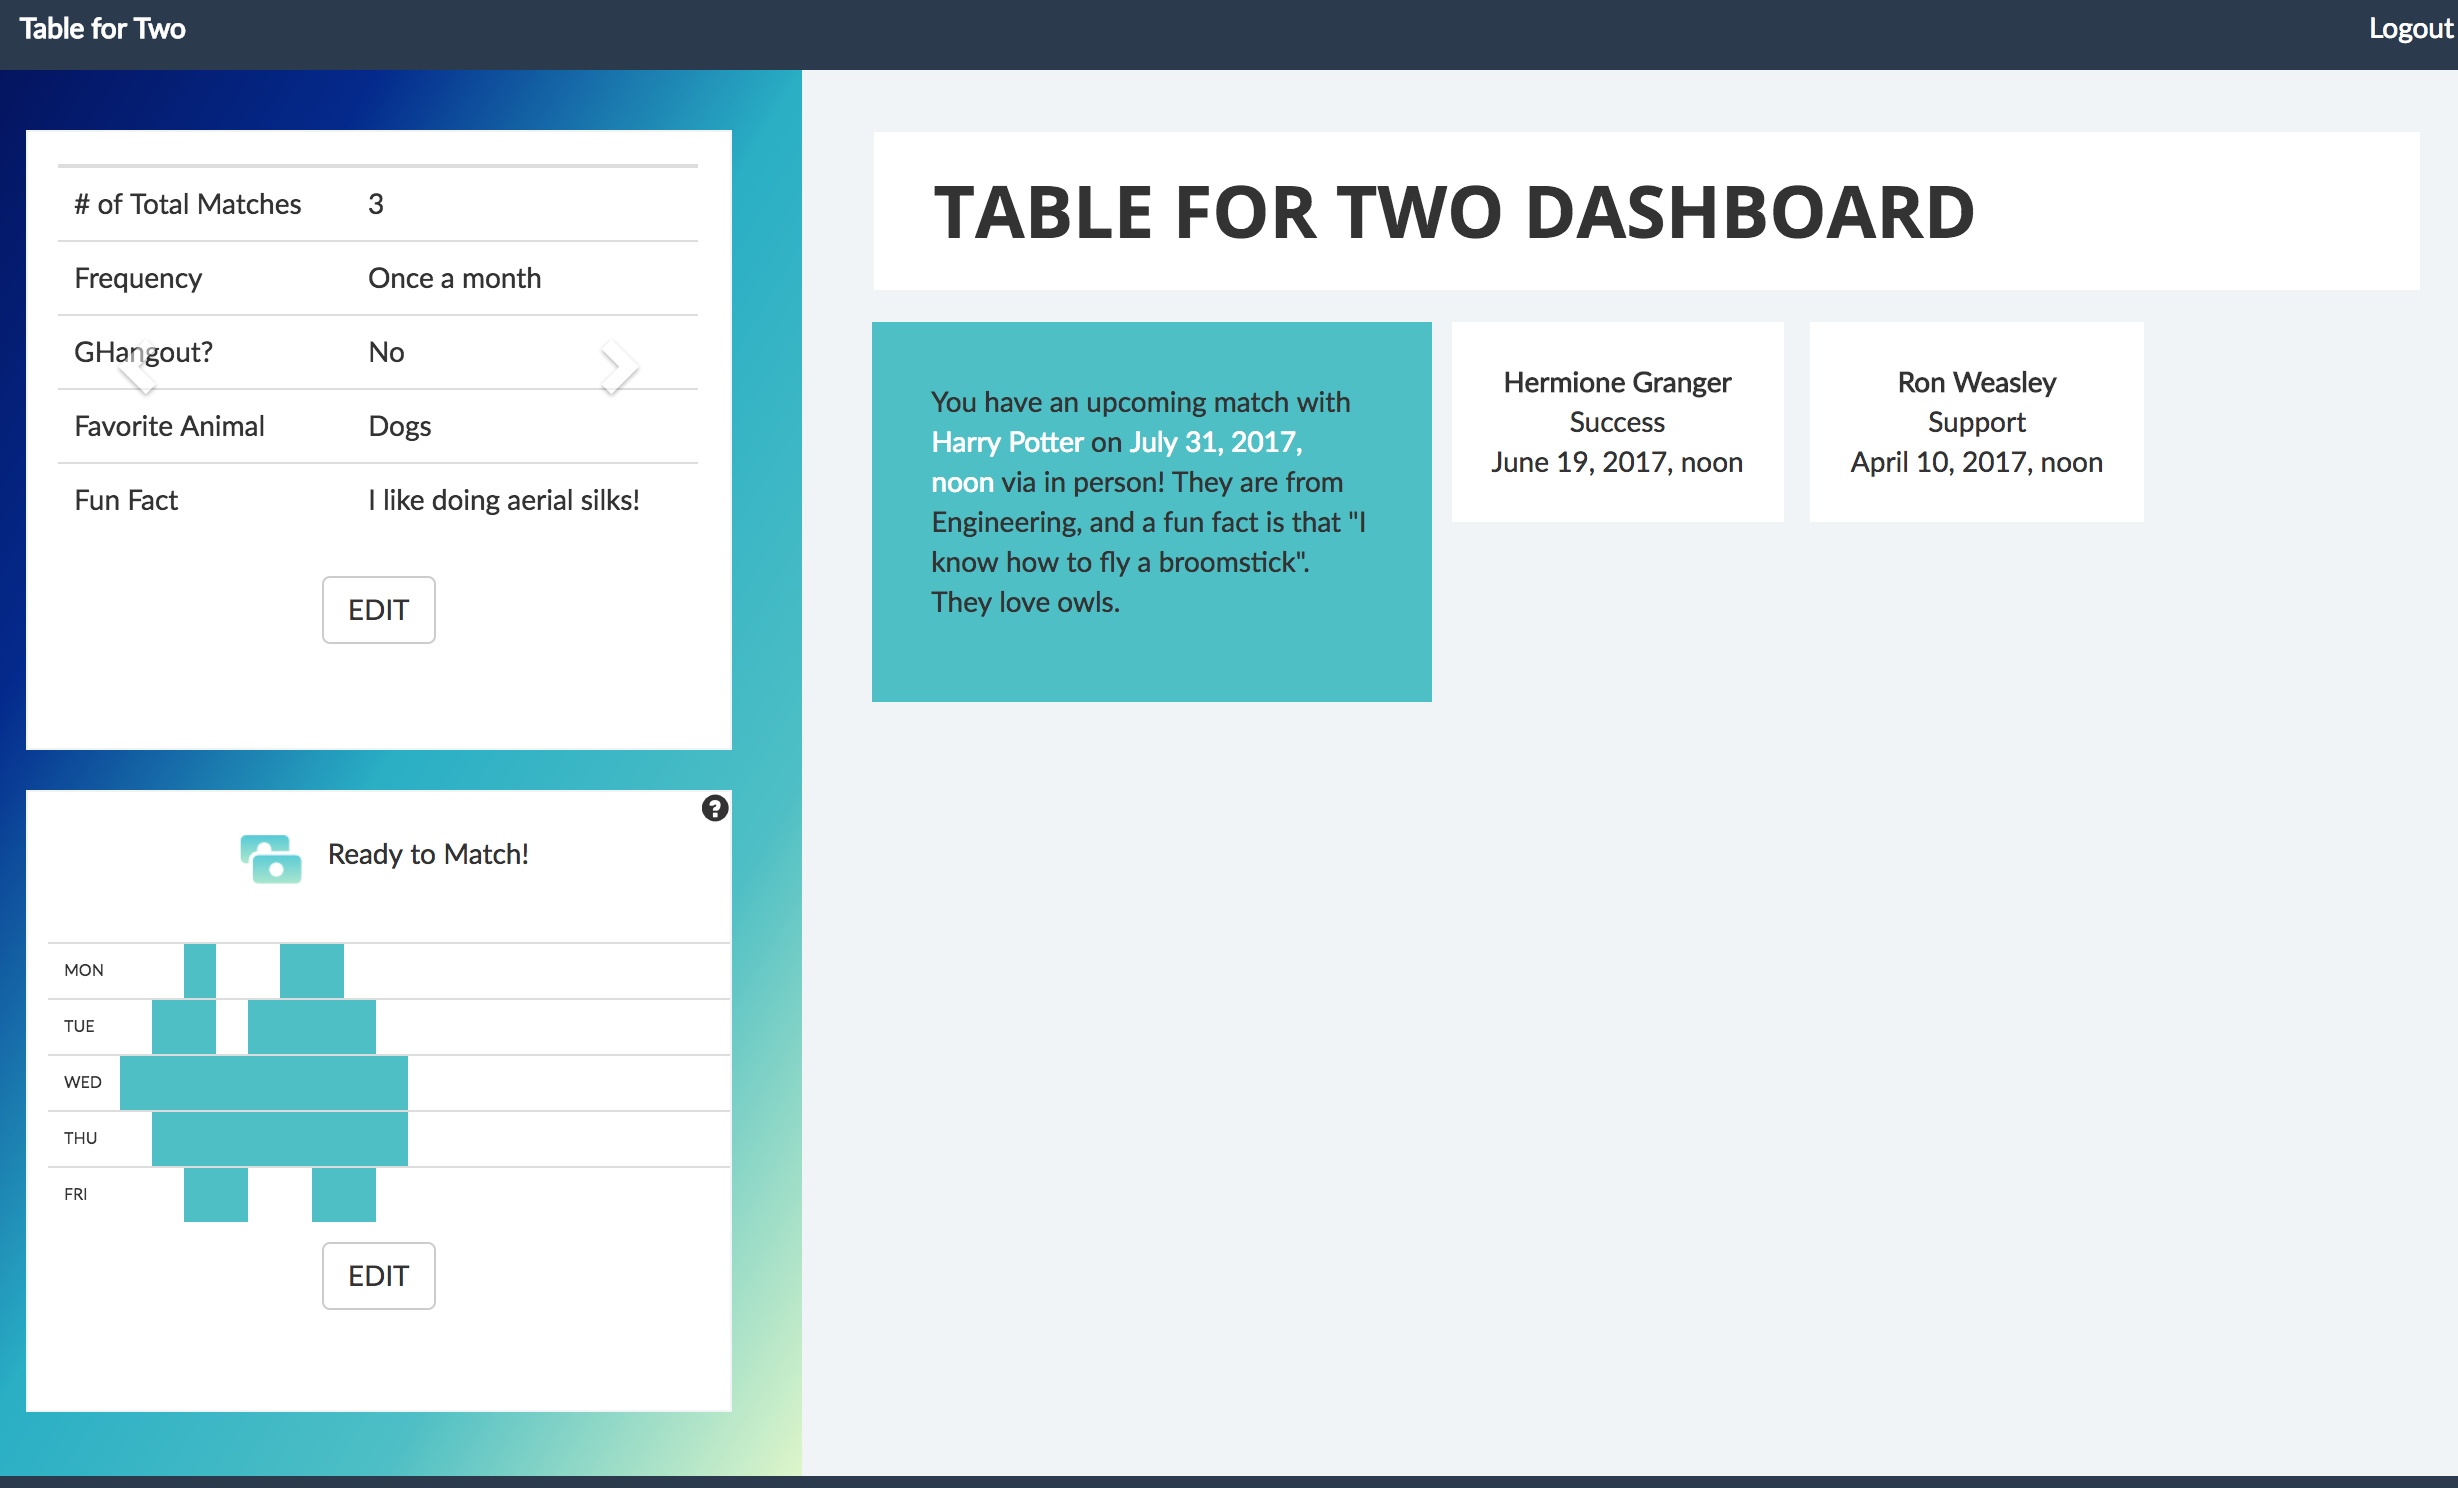 Table for Two
Logout
# of Total Matches 3
Frequency Once a month
GHangout? No
Favorite Animal Dogs
Fun Fact I like doing aerial silks!
EDIT
?
Ready to Match!
MON
TUE
WED
THU
FRI
EDIT
TABLE FOR TWO DASHBOARD
You have an upcoming match with
Harry Potter on July 31, 2017,
noon via in person! They are from
Engineering, and a fun fact is that "I
know how to fly a broomstick".
They love owls.
Hermione Granger
Success
June 19, 2017, noon
Ron Weasley
Support
April 10, 2017, noon